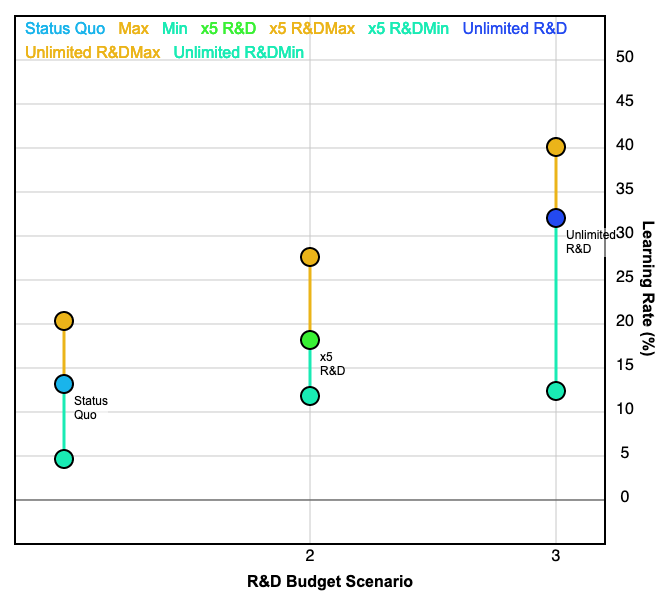 Status Quo Max Min x5 R&D x5 R&DMax x5 R&DMin Unlimited R&D
Unlimited R&DMax Unlimited R&DMin
50
45
40
35
30
25
20
15
10
5
0
Learning Rate (%)
Unlimited
R&D
x5
R&D
Status
Quo
2
3
R&D Budget Scenario